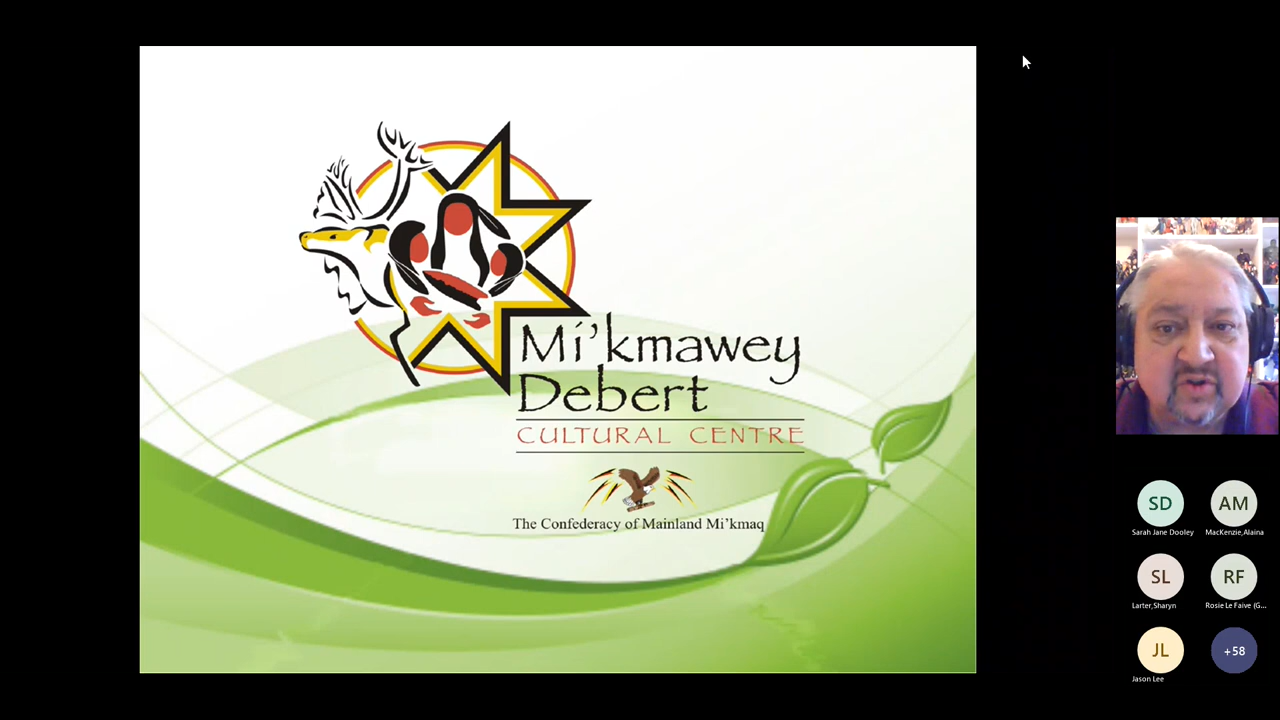 Mi’kmawey
Debert
CULTURAL CENTRE
The Confederacy of Mainland Mi’kmaq
SD
AM
Sarah Jane Dooley
MacKenzie,Alaina
SL
RF
Larter,Sharyn
Rosie Le Faive (G...
JL
+58
Jason Lee